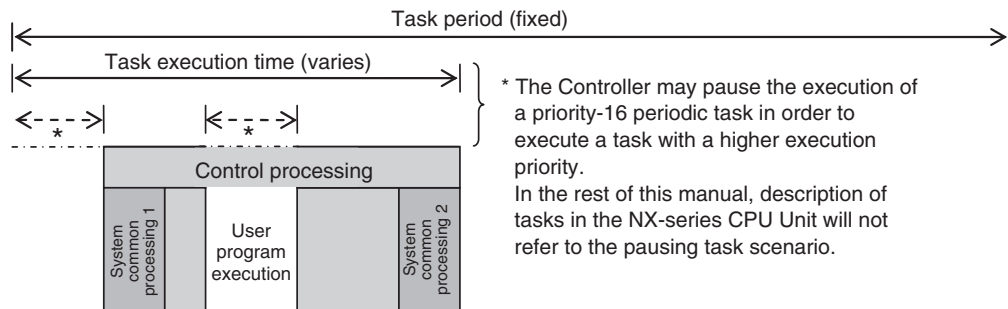 Task period (fixed)
Task execution time (varies)
*
*
Control processing
System
common
processing 1
User
program
execution
System
common
processing 2
* The Controller may pause the execution of
a priority-16 periodic task in order to
execute a task with a higher execution
priority.
In the rest of this manual, description of
tasks in the NX-series CPU Unit will not
refer to the pausing task scenario.